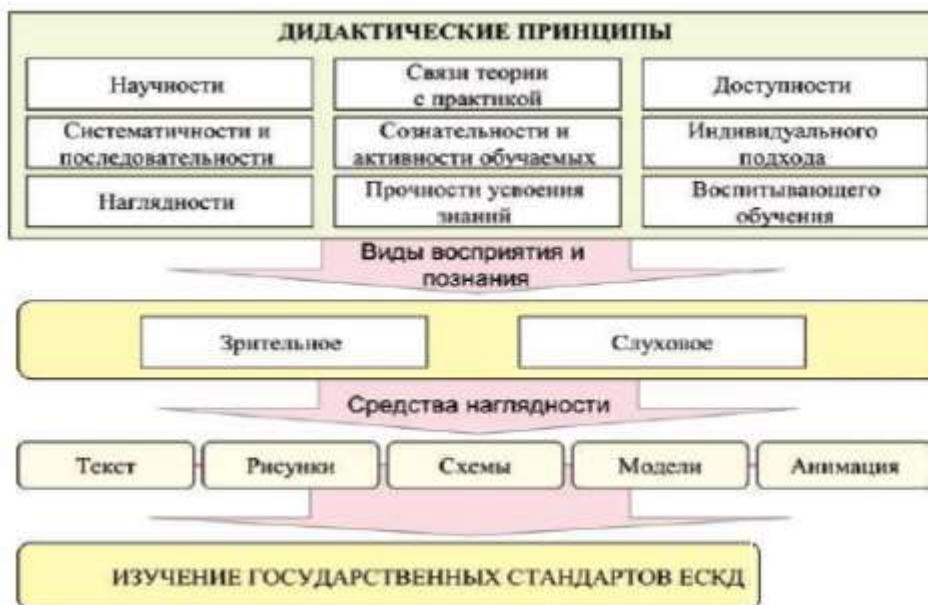 ДИДАКТИЧЕСКИЕ ПРИНЦИПЫ
Научности
Связи теории
с практикой
Доступности
Систематичности и
последовательности
Сознательности и
активности обучаемых
Индивидуального
подхода
Наглядности
Прочности усвоения
знаний
Воспитывающего
обучения
Виды восприятия и
познания
Зрительное
Слуховое
Средства наглядности
Текст
Рисунки
Схемы
Модели
Анимация
ИЗУЧЕНИЕ ГОСУДАРСТВЕННЫХ СТАНДАРТОВ ЕСКД